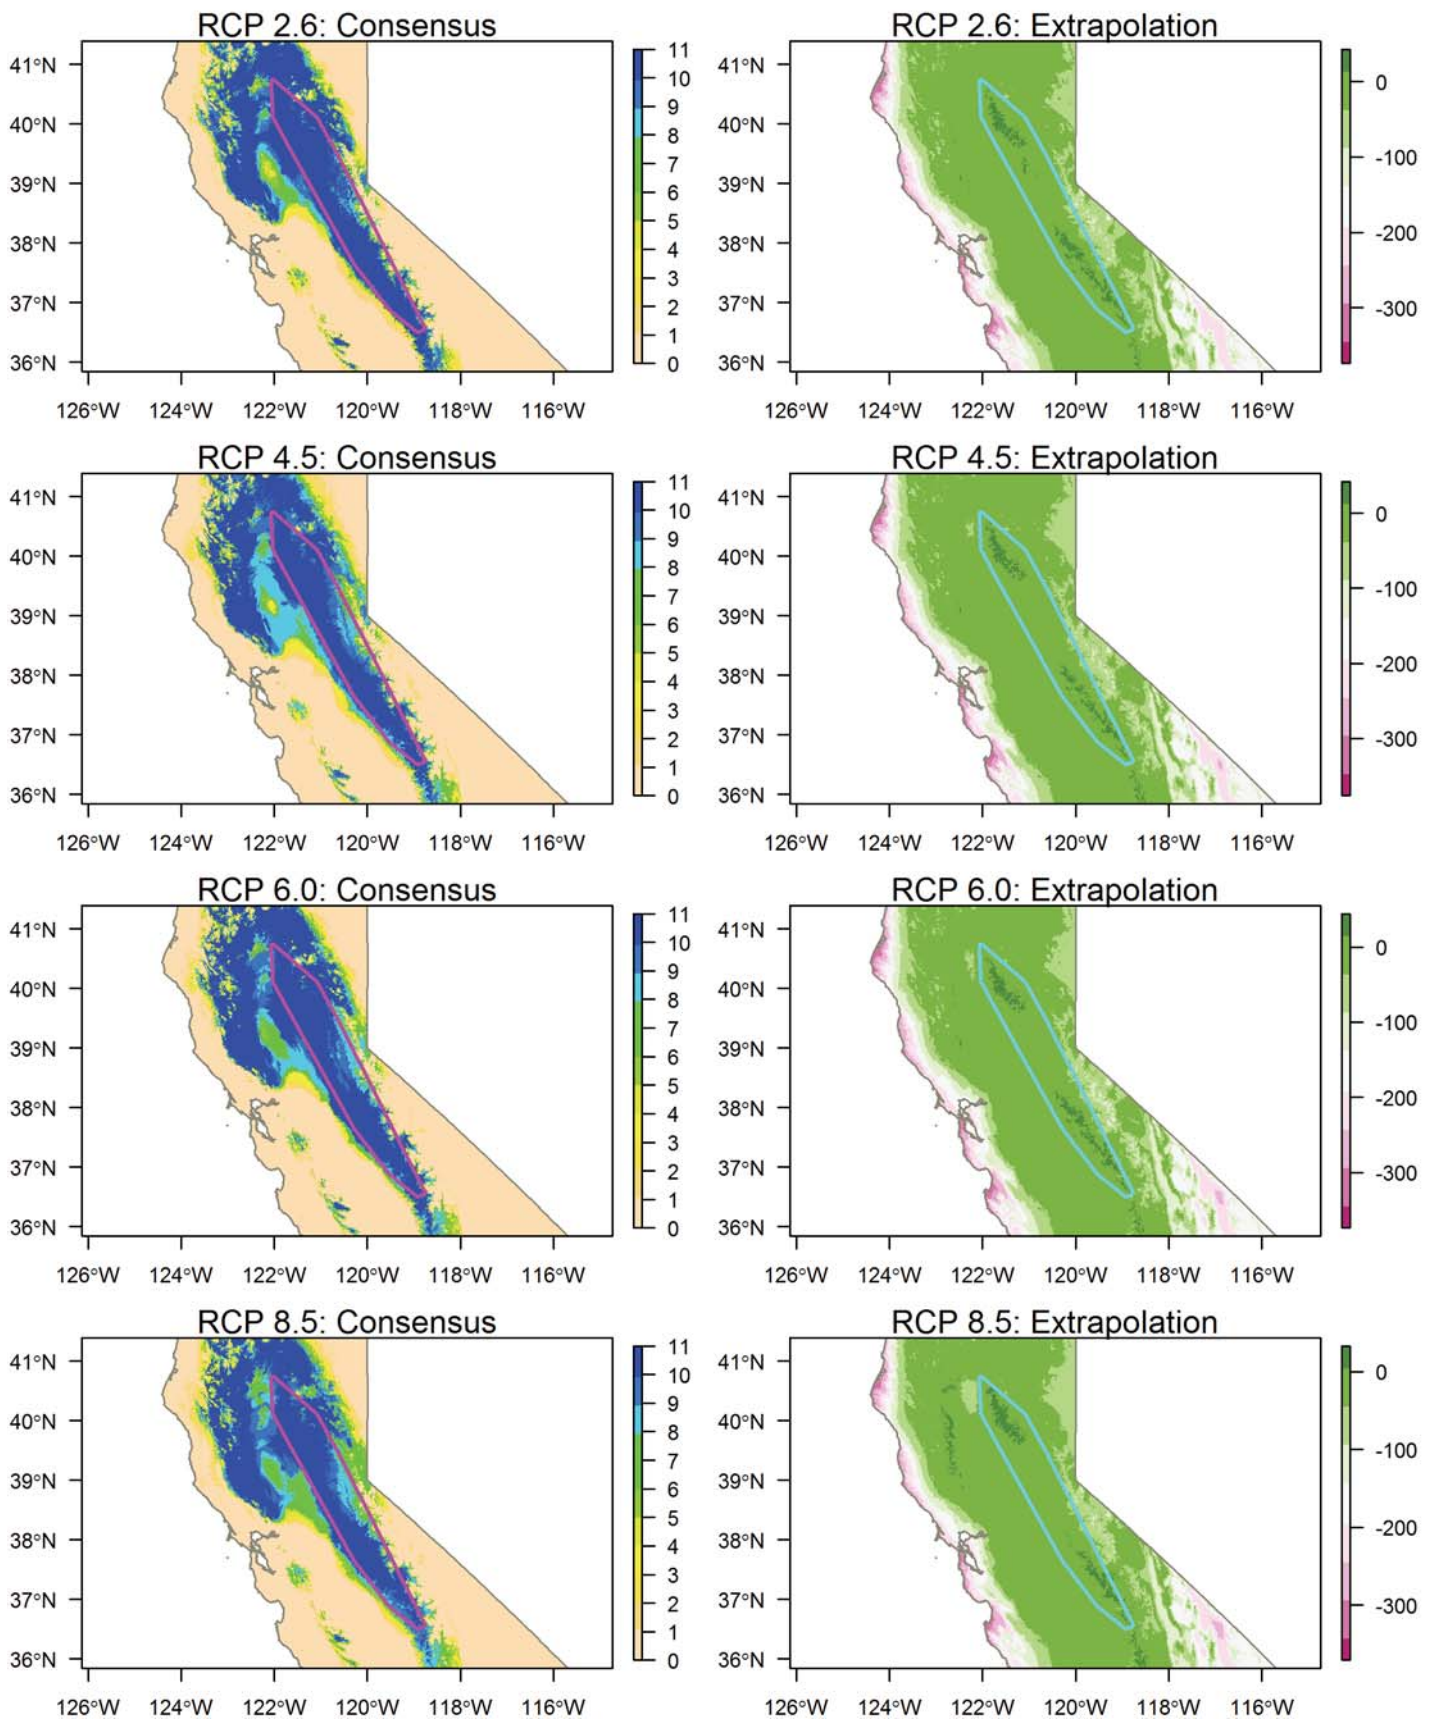 RCP 2.6: Consensus
RCP 2.6: Extrapolation
41°N
40°N
39°N
38°N
37°N
36°N
126°W 124°W 122°W 120°W 118°W 116°W
11
10
9
8
7
6
5
4
3
2
1
0
41°N
40°N
39°N
38°N
37°N
36°N
126°W 124°W 122°W 120°W 118°W 116°W
0
-100
-200
-300
RCP 4.5: Consensus
RCP 4.5: Extrapolation
41°N
40°N
39°N
38°N
37°N
36°N
126°W 124°W 122°W 120°W 118°W 116°W
11
10
9
8
7
6
5
4
3
2
1
0
41°N
40°N
39°N
38°N
37°N
36°N
126°W 124°W 122°W 120°W 118°W 116°W
0
-100
-200
-300
RCP 6.0: Consensus
RCP 6.0: Extrapolation
41°N
40°N
39°N
38°N
37°N
36°N
126°W 124°W 122°W 120°W 118°W 116°W
11
10
9
8
7
6
5
4
3
2
1
0
41°N
40°N
39°N
38°N
37°N
36°N
126°W 124°W 122°W 120°W 118°W 116°W
0
-100
-200
-300
RCP 8.5: Consensus
RCP 8.5: Extrapolation
41°N
40°N
39°N
38°N
37°N
36°N
126°W 124°W 122°W 120°W 118°W 116°W
11
10
9
8
7
6
5
4
3
2
1
0
41°N
40°N
39°N
38°N
37°N
36°N
126°W 124°W 122°W 120°W 118°W 116°W
0
-100
-200
-300